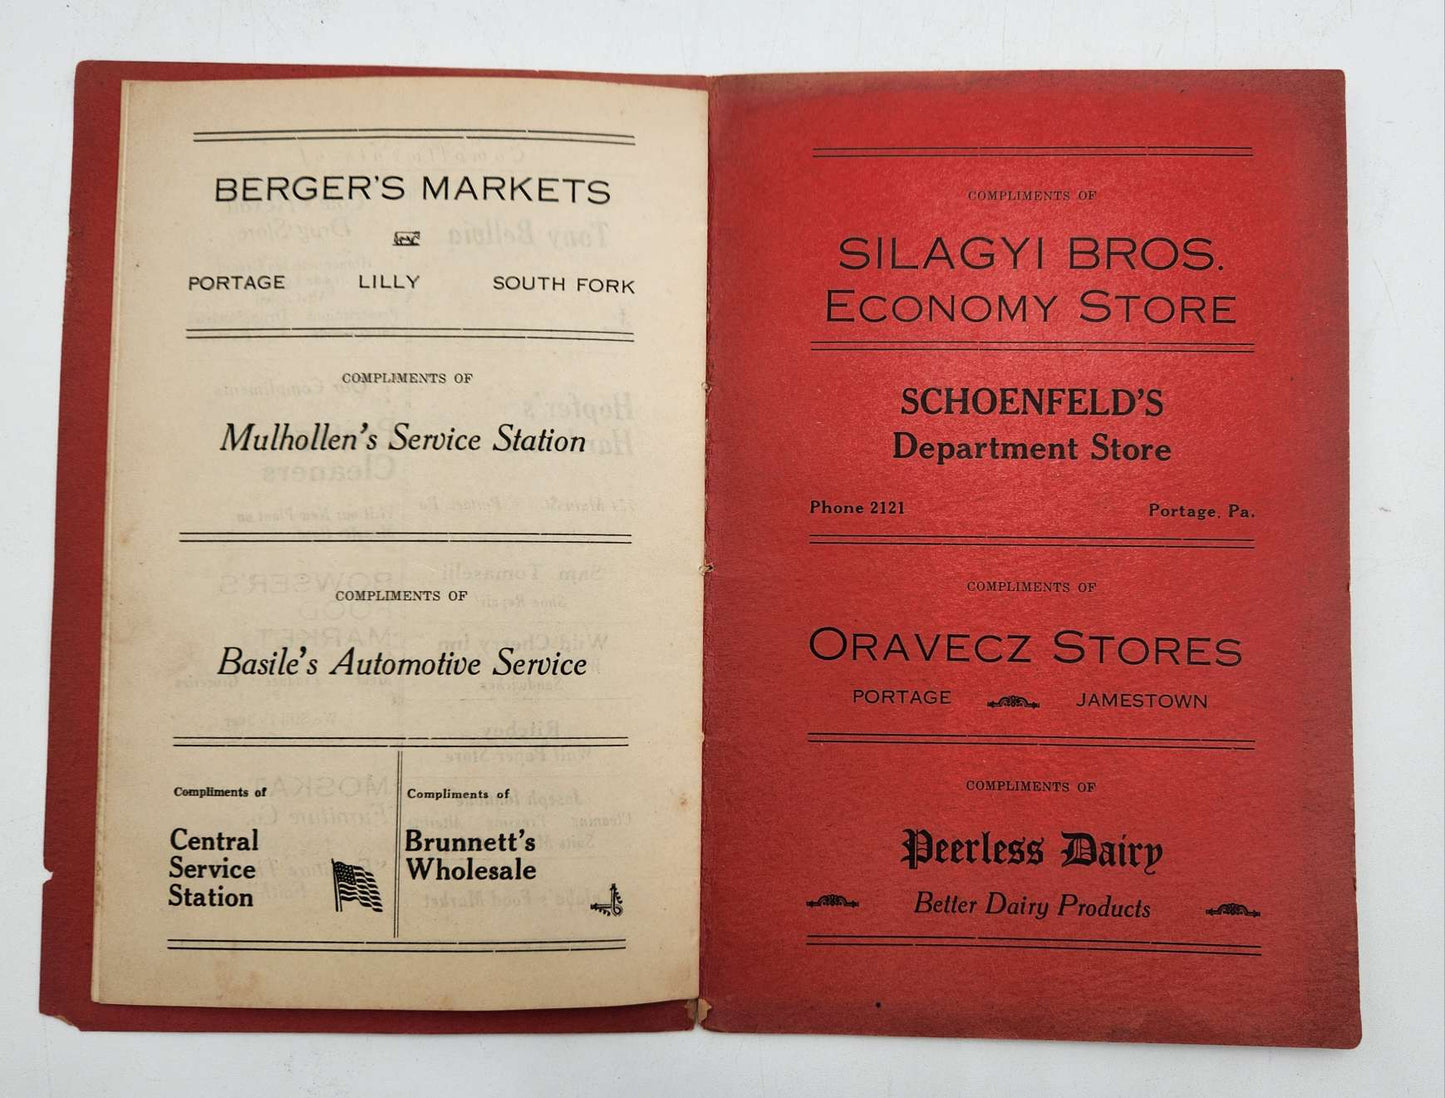 BERGER'S MARKETS
PORTAGE LILLY SOUTH FORK
COMPLIMENTS OF
Mulhollen's Service Station
COMPLIMENTS OF
Basile's Automotive Service
Compliments of
Central
Service
Station
Compliments of
Brunnett's
Wholesale
COMPLIMENTS OF
SILAGYI BROS.
ECONOMY STORE
SCHOENFELD'S
Department Store
Phone 2121 Portage, Pa.
COMPLIMENTS OF
ORAVECZ STORES
PORTAGE JAMESTOWN
COMPLIMENTS OF
Peerless Dairy
Better Dairy Products